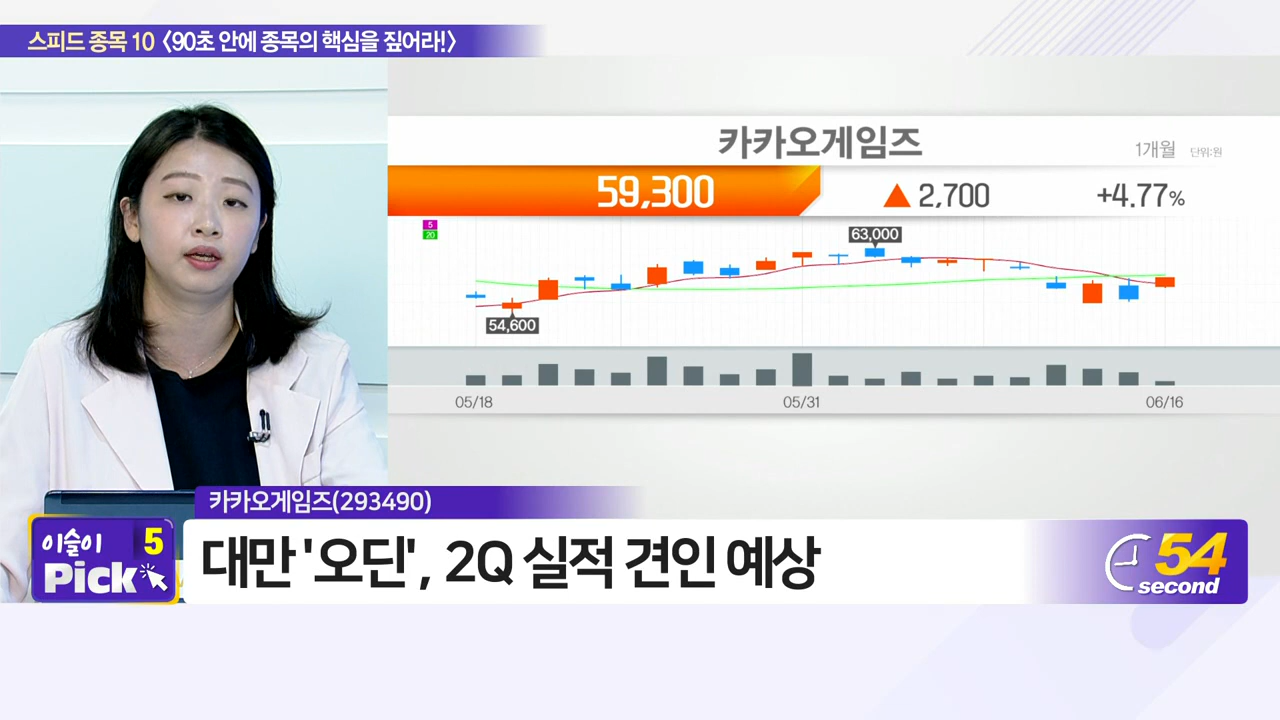 스피드 종목 10 <90초 안에 종목의 핵심을 짚어라!>
카카오게임즈
1개월 단위:원
59,300 ▲ 2,700 +4.77%
5
20
63,000
54,600
05/18 05/31 06/16
카카오게임즈(293490)
이슬이 5
Pick
대만 '오딘', 2Q 실적 견인 예상
54
second